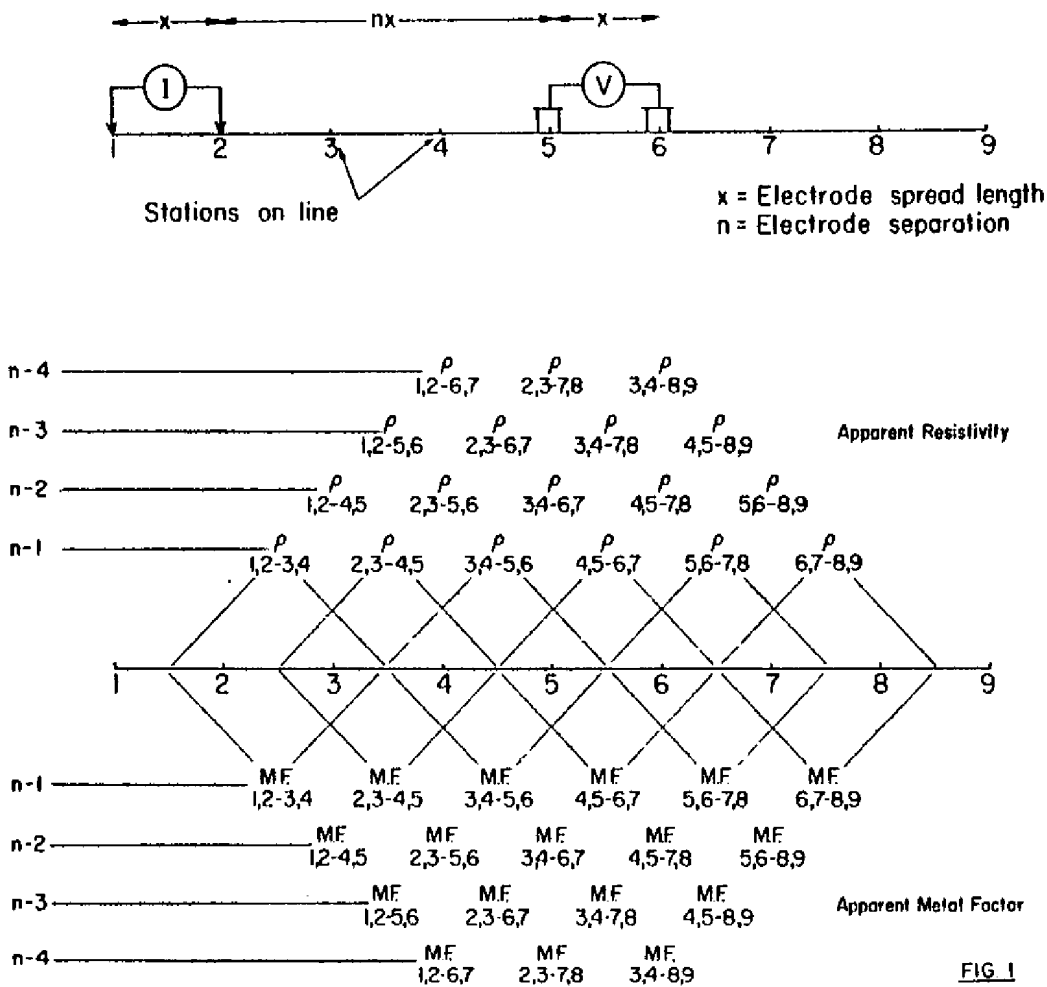 x nx x
I V
1 2 3 4 5 6 7 8 9
Stations on line
x = Electrode spread length
n = Electrode separation
n-4 ρ ρ ρ
1,2-6,7 2,3-7,8 3,4-8,9
n-3 ρ ρ ρ ρ Apparent Resistivity
1,2-5,6 2,3-6,7 3,4-7,8 4,5-8,9
n-2 ρ ρ ρ ρ ρ
1,2-4,5 2,3-5,6 3,4-6,7 4,5-7,8 5,6-8,9
n-1 ρ ρ ρ ρ ρ ρ
1,2-3,4 2,3-4,5 3,4-5,6 4,5-6,7 5,6-7,8 6,7-8,9
1 2 3 4 5 6 7 8 9
n-1 M.F. M.F. M.F. M.F. M.F. M.F.
1,2-3,4 2,3-4,5 3,4-5,6 4,5-6,7 5,6-7,8 6,7-8,9
n-2 M.F. M.F. M.F. M.F. M.F.
1,2-4,5 2,3-5,6 3,4-6,7 4,5-7,8 5,6-8,9
n-3 M.F. M.F. M.F. M.F. Apparent Metal Factor
1,2-5,6 2,3-6,7 3,4-7,8 4,5-8,9
n-4 M.F. M.F. M.F.
1,2-6,7 2,3-7,8 3,4-8,9
FIG. 1